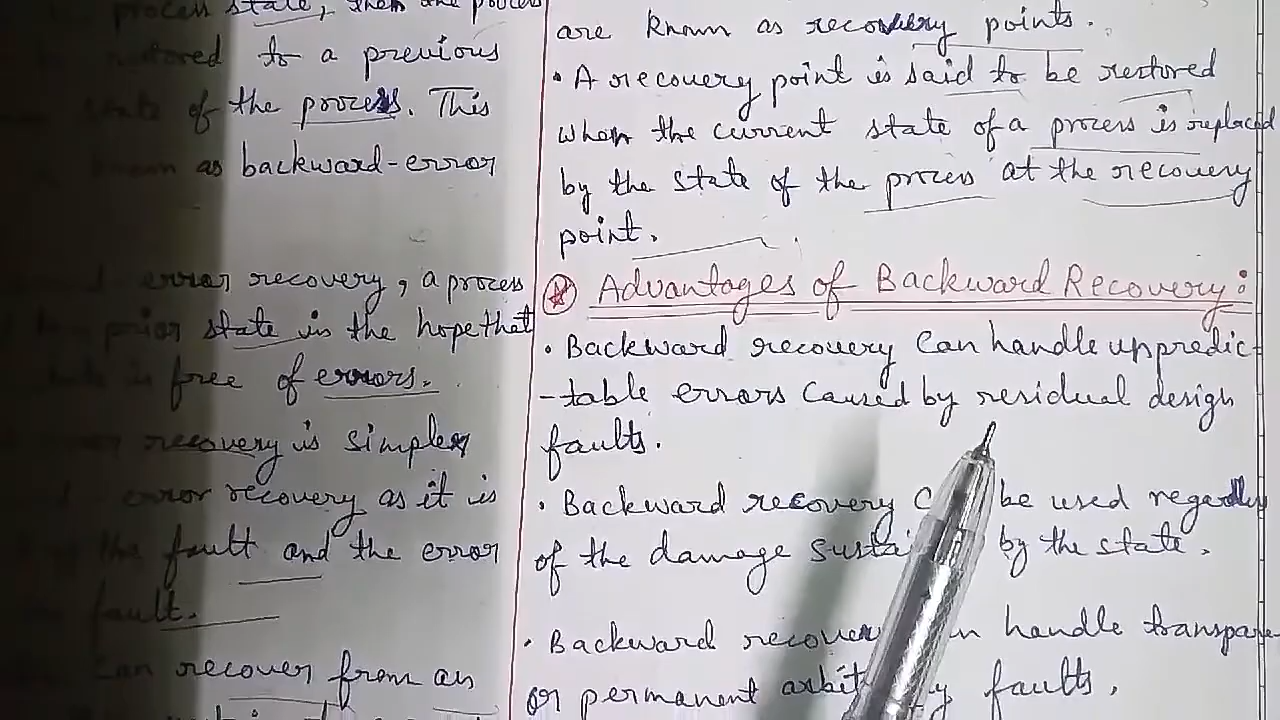 process state, then the process
restored to a previous
state of the process. This
known as backward-error
error recovery, a process
prior state in the hope that
free of errors.
recovery is simpler
error recovery as it is
the fault and the error
fault.
can recover from an
are known as recovery points.
• A recovery point is said to be restored
when the current state of a process is replaced
by the state of the process at the recovery
point.
Advantages of Backward Recovery:
• Backward recovery can handle unpredic-
-table errors caused by residual design
faults.
• Backward recovery be used regardless
of the damage by the state.
• Backward handle
or permanent faults.